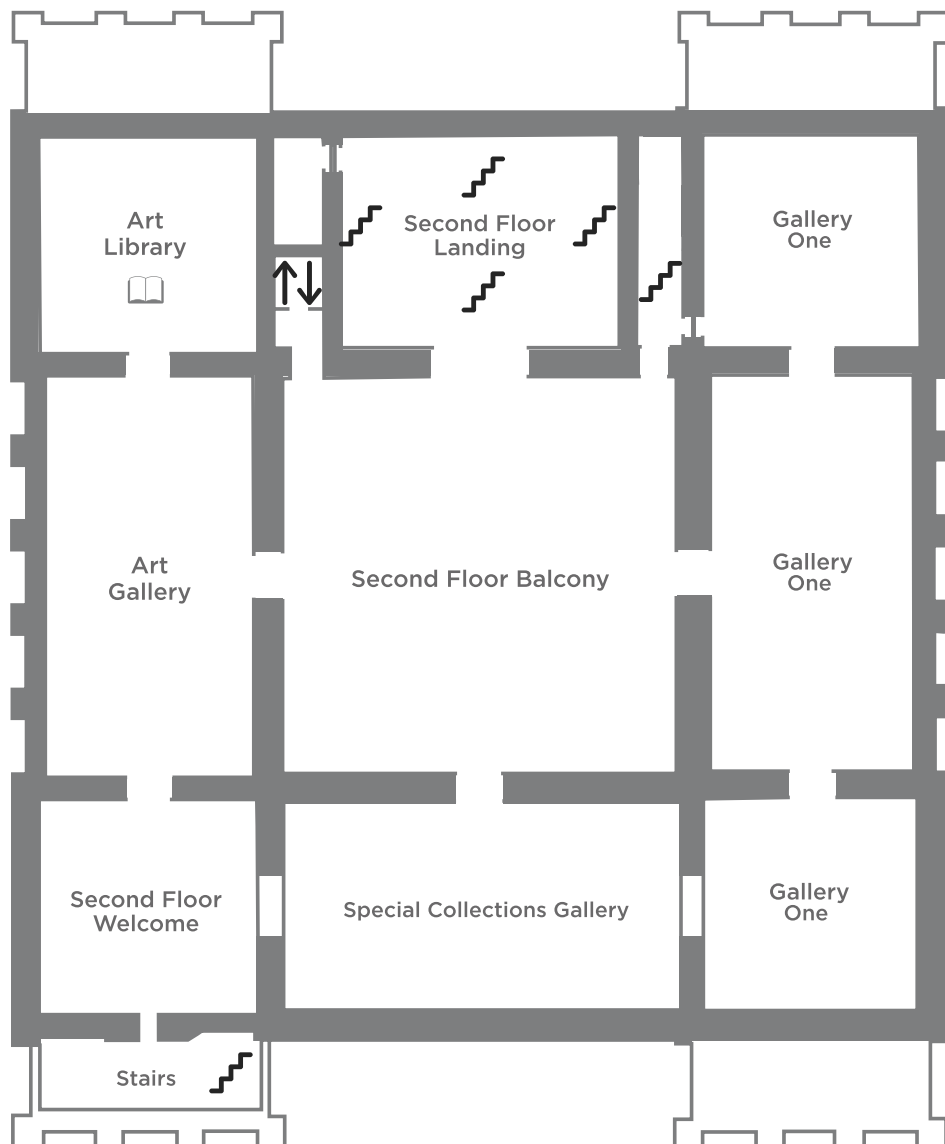 Art
Library
Second Floor
Landing
Gallery
One
Art
Gallery
Second Floor Balcony
Gallery
One
Second Floor
Welcome
Special Collections Gallery
Gallery
One
Stairs